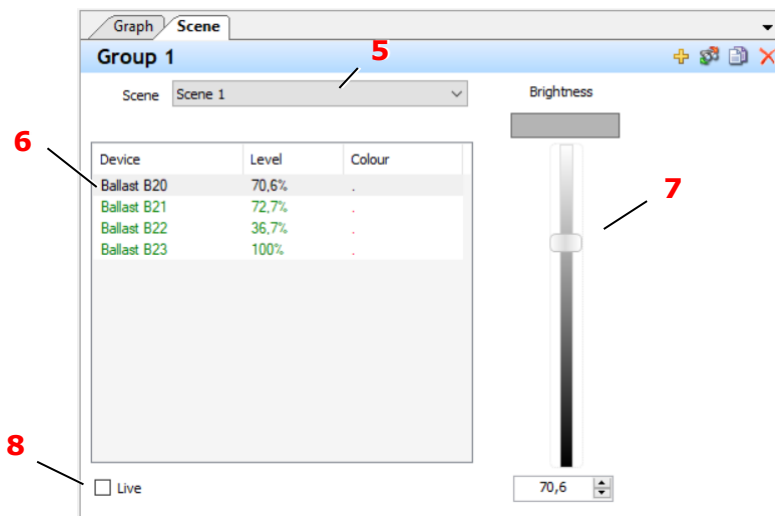 Graph Scene
Group 1
5
Scene Scene 1
Brightness
6
Device Level Colour
Ballast B20 70,6% .
Ballast B21 72,7% .
Ballast B22 36,7% .
Ballast B23 100% .
7
8
Live
70,6